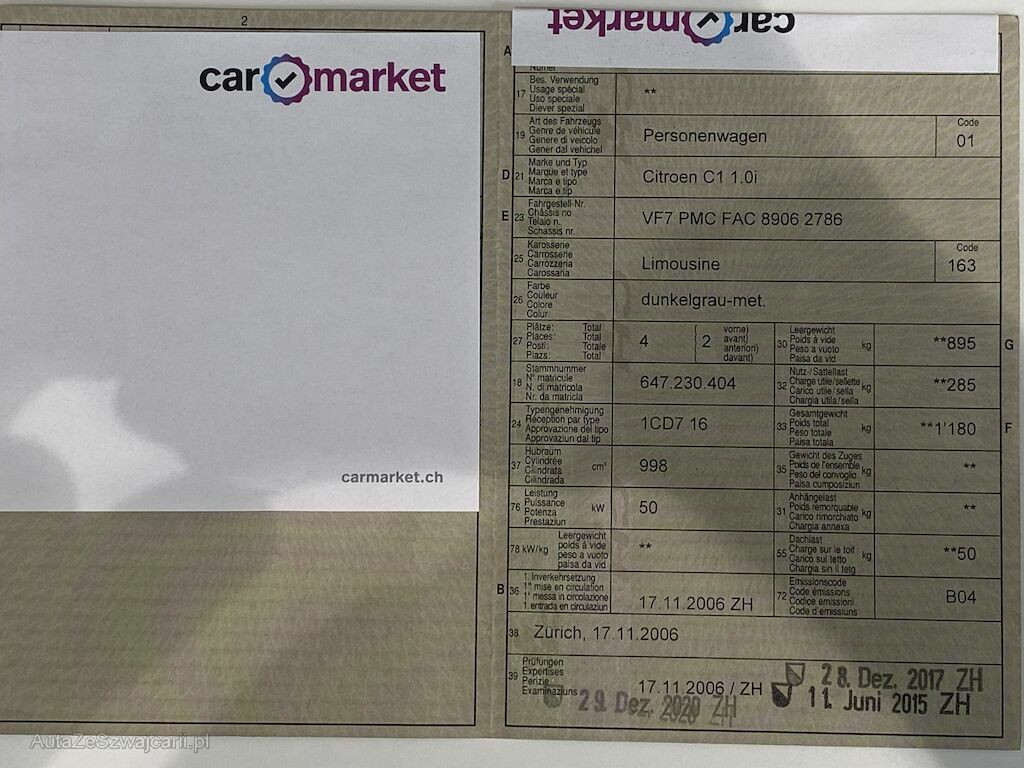 2
carmarket
carmarket.ch
carmarket
A
Numer
17
Bes. Verwendung
Usage spécial
Uso speciale
Diever spezial
**
19
Art des Fahrzeugs
Genre de véhicule
Genere di veicolo
Gener dal vehichel
Personenwagen
Code
01
D
21
Marke und Typ
Marque et type
Marca e tipo
Marca e tip
Citroen C1 1.0i
E
23
Fahrgestell-Nr.
Châssis no
Telaio n.
Schassis nr.
VF7 PMC FAC 8906 2786
25
Karosserie
Carrosserie
Carrozzeria
Carossaria
Limousine
Code
163
26
Farbe
Couleur
Colore
Colur
dunkelgrau-met.
27
Plätze: Total
Places: Total
Posti: Totale
Plazs: Total
4
( 2
vorne)
avant)
anteriori)
davant)
30
Leergewicht
Poids à vide
Peso a vuoto
Paisa da vid
kg
**895
G
18
Stammnummer
N° matricule
N. di matricola
Nr. da matricla
647.230.404
32
Nutz-/Sattellast
Charge utile/sellette
Carico utile/sella
Chargia utila/sella
kg
**285
24
Typengenehmigung
Réception par type
Approvazione del tipo
Approvaziun dal tip
1CD7 16
33
Gesamtgewicht
Poids total
Peso totale
Paisa totala
kg
**1'180
F
37
Hubraum
Cylindrée
Cilindrata
Cilindrada
cm³
998
35
Gewicht des Zuges
Poids de l'ensemble
Peso del convoglio
Paisa cumposiziun
kg
**
76
Leistung
Puissance
Potenza
Prestaziun
kW
50
31
Anhängelast
Poids remorquable
Carico rimorchiato
Chargia annexa
kg
**
78 kW/kg
Leergewicht
poids à vide
peso a vuoto
paisa da vid
**
55
Dachlast
Charge sur le toit
Carico sul tetto
Chargia sin il tetg
kg
**50
B
36
1. Inverkehrsetzung
1re mise en circulation
1a messa in circolazione
1. entrada en circulaziun
17.11.2006 ZH
72
Emissionscode
Code émissions
Codice emissioni
Code d'emissiuns
B04
38
Zürich, 17.11.2006
39
Prüfungen
Expertises
Perizie
Examinaziuns
17.11.2006 / ZH
28. Dez. 2017 ZH
11. Juni 2015 ZH
29. Dez. 2020 ZH
AutaZeSzwajcarii.pl